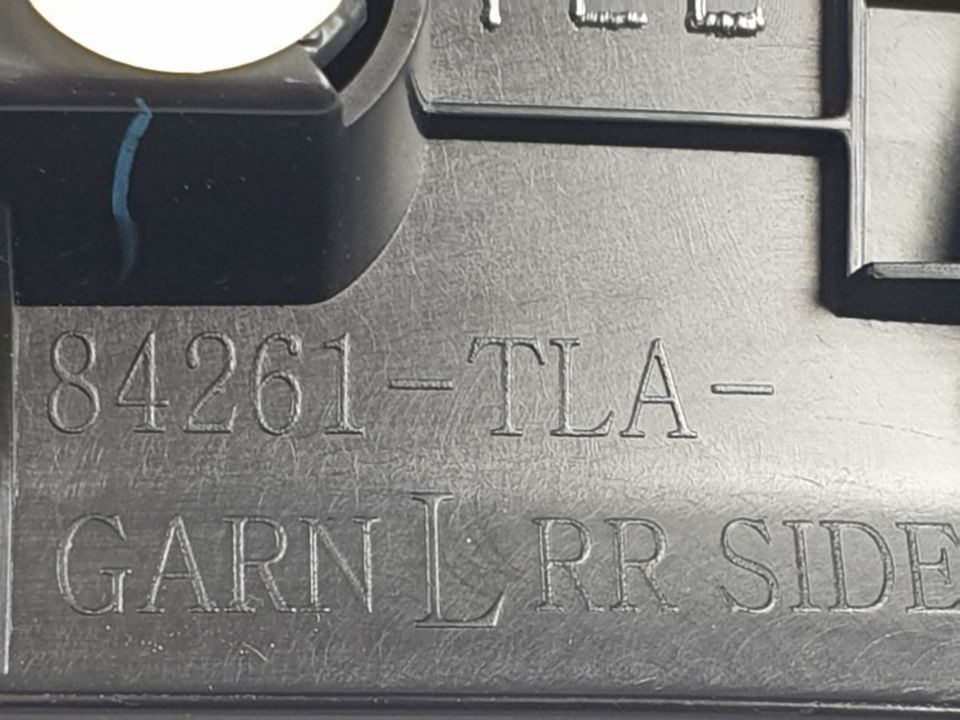 84261-TLA-
GARN L RR SIDE